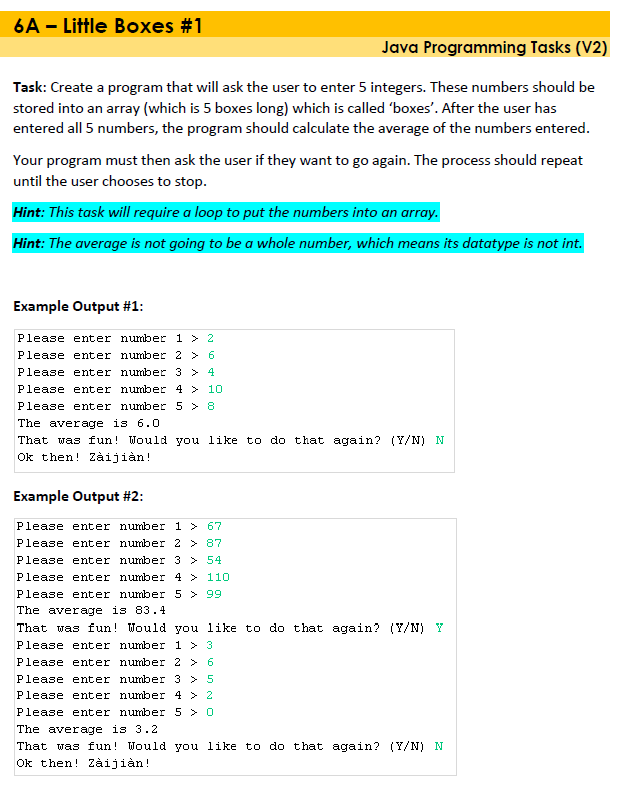 6A – Little Boxes #1
Java Programming Tasks (V2)
Task: Create a program that will ask the user to enter 5 integers. These numbers should be
stored into an array (which is 5 boxes long) which is called ‘boxes’. After the user has
entered all 5 numbers, the program should calculate the average of the numbers entered.
Your program must then ask the user if they want to go again. The process should repeat
until the user chooses to stop.
Hint: This task will require a loop to put the numbers into an array.
Hint: The average is not going to be a whole number, which means its datatype is not int.
Example Output #1:
Please enter number 1 > 2
Please enter number 2 > 6
Please enter number 3 > 4
Please enter number 4 > 10
Please enter number 5 > 8
The average is 6.0
That was fun! Would you like to do that again? (Y/N) N
Ok then! Zàijiàn!
Example Output #2:
Please enter number 1 > 67
Please enter number 2 > 87
Please enter number 3 > 54
Please enter number 4 > 110
Please enter number 5 > 99
The average is 83.4
That was fun! Would you like to do that again? (Y/N) Y
Please enter number 1 > 3
Please enter number 2 > 6
Please enter number 3 > 5
Please enter number 4 > 2
Please enter number 5 > 0
The average is 3.2
That was fun! Would you like to do that again? (Y/N) N
Ok then! Zàijiàn!